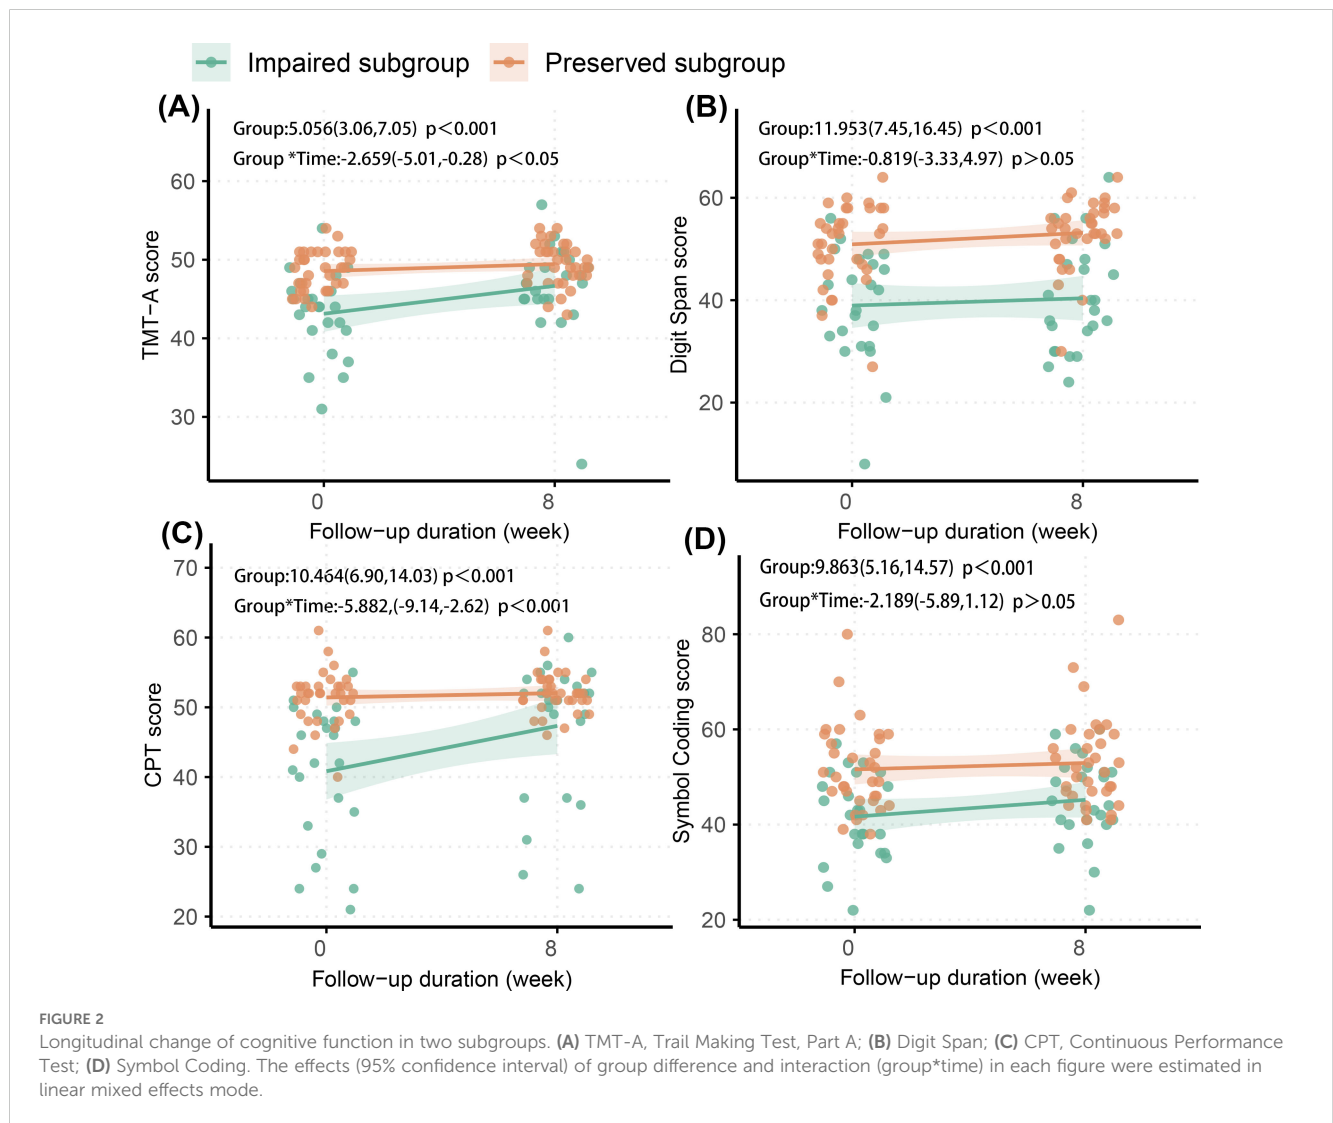 Impaired subgroup Preserved subgroup
(A)
Group:5.056(3.06,7.05) p<0.001
Group *Time:-2.659(-5.01,-0.28) p<0.05
TMT−A score
60
50
40
30
0 8
Follow−up duration (week)
(B)
Group:11.953(7.45,16.45) p<0.001
Group*Time:-0.819(-3.33,4.97) p>0.05
Digit Span score
60
40
20
0 8
Follow−up duration (week)
(C)
Group:10.464(6.90,14.03) p<0.001
Group*Time:-5.882,(-9.14,-2.62) p<0.001
CPT score
70
60
50
40
30
20
0 8
Follow−up duration (week)
(D)
Group:9.863(5.16,14.57) p<0.001
Group*Time:-2.189(-5.89,1.12) p>0.05
Symbol Coding score
80
60
40
20
0 8
Follow−up duration (week)
FIGURE 2
Longitudinal change of cognitive function in two subgroups. (A) TMT-A, Trail Making Test, Part A; (B) Digit Span; (C) CPT, Continuous Performance
Test; (D) Symbol Coding. The effects (95% confidence interval) of group difference and interaction (group*time) in each figure were estimated in
linear mixed effects mode.